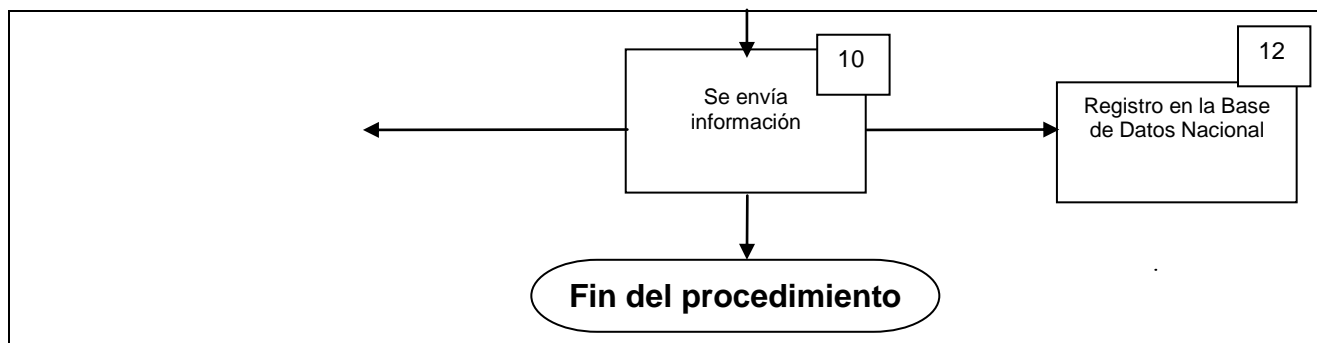 10
Se envía
información
12
Registro en la Base
de Datos Nacional
.
Fin del procedimiento